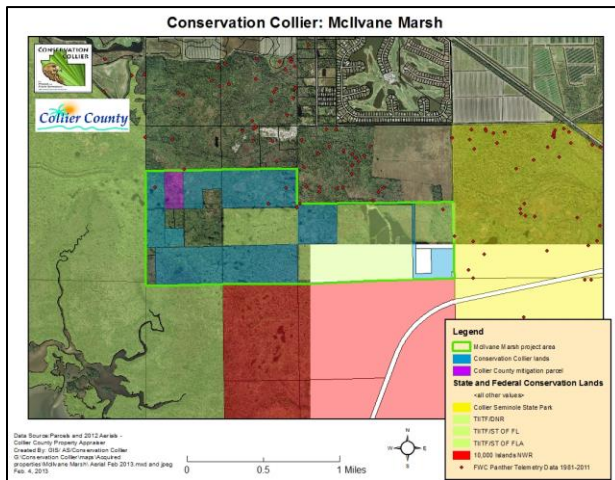 Conservation Collier: McIlvane Marsh
CONSERVATION
COLLIER
Collier County
Legend
McIlvane Marsh project area
Conservation Collier lands
Collier County mitigation parcel
State and Federal Conservation Lands
<all other values>
Collier Seminole State Park
TIITF/DNR
TIITF/ST OF FL
TIITF/ST OF FLA
10,000 Islands NWR
FWC Panther Telemetry Data 1981-2011
Data Source:Parcels and 2012 Aerials -
Collier County Property Appraiser
Created By: GIS/ AS/Conservation Collier
G:\Conservation Collier\maps\Acquired
properties\McIlvane Marsh\ Aerial Feb 2013.mxd and jpeg
Feb. 4, 2013
0 0.5 1 Miles
N
W E
S